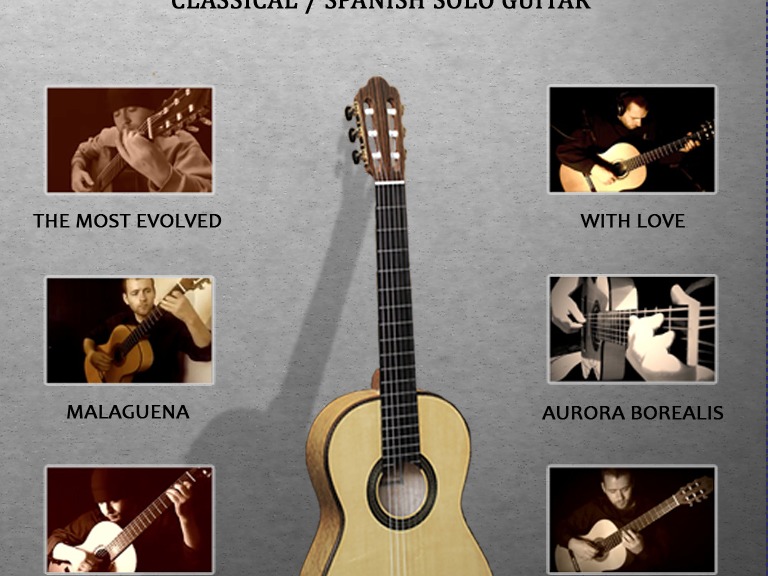 CLASSICAL / SPANISH SOLO GUITAR
THE MOST EVOLVED
WITH LOVE
MALAGUENA
AURORA BOREALIS